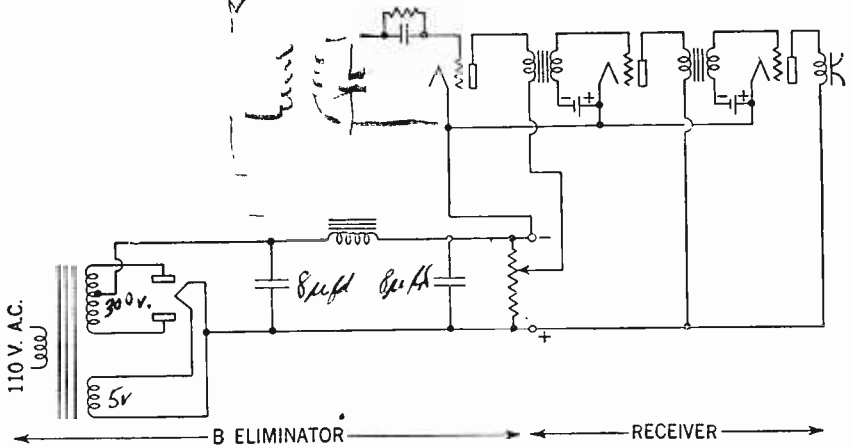 - +
- +
8µfd 8µfd
-
300v.
110 V. A.C.
+
5v
B ELIMINATOR
RECEIVER